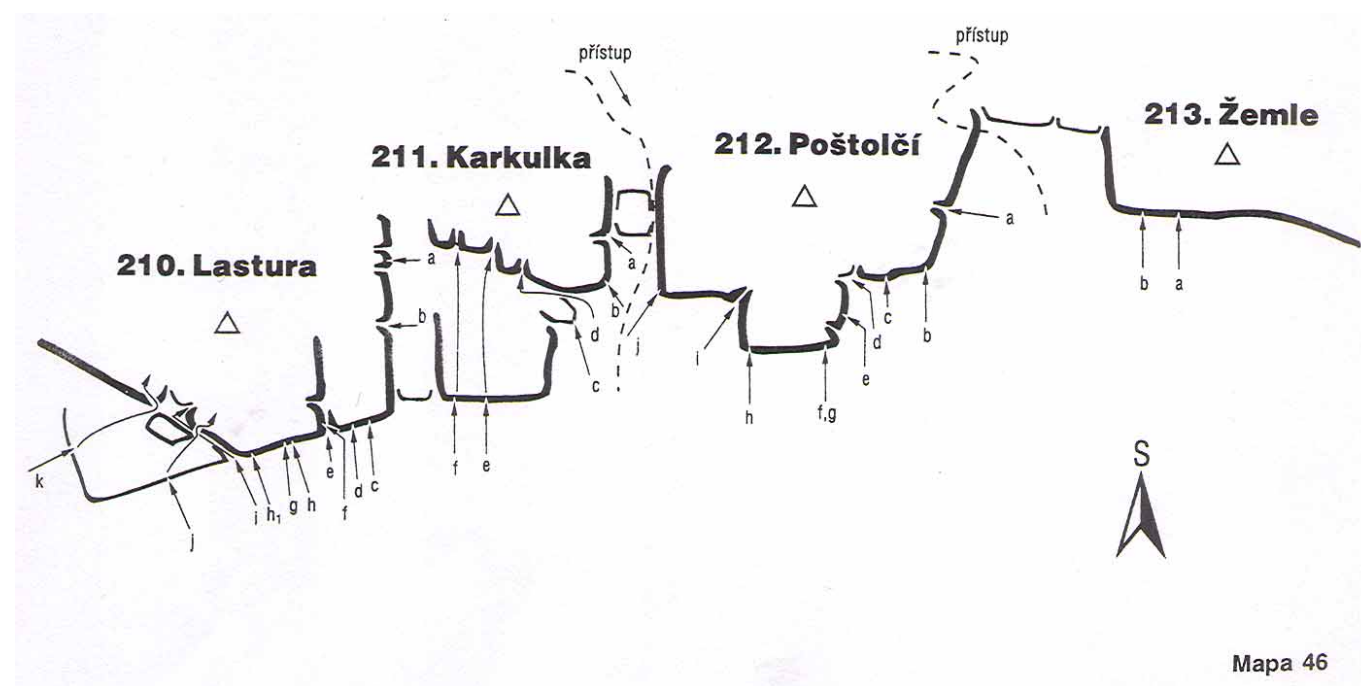 přístup
přístup
213. Žemle
212. Poštolčí
211. Karkulka
210. Lastura
a
b
a
b
d
c
j
i
h
f,g
e
d
c
b
a
b
a
f
e
k
j
i
h₁
g
h
e
f
d
c
S
Mapa 46